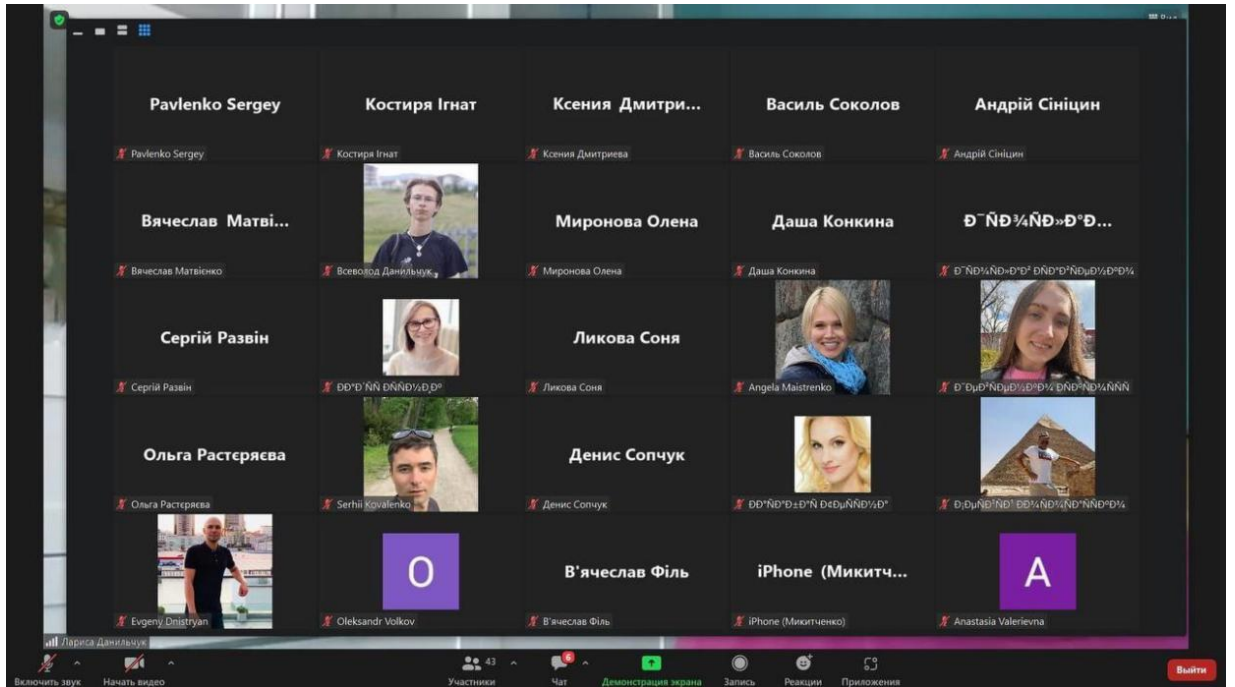 Вид
Pavlenko Sergey
Pavlenko Sergey
Костиря Ігнат
Костиря Ігнат
Ксения Дмитри...
Ксения Дмитриева
Василь Соколов
Василь Соколов
Андрій Сініцин
Андрій Сініцин
Вячеслав Матві...
Вячеслав Матвієнко
Всеволод Данильчук
Миронова Олена
Миронова Олена
Даша Конкина
Даша Конкина
Сергій Развін
Сергій Развін
Ликова Соня
Ликова Соня
Angela Maistrenko
Ольга Растєряєва
Ольга Растєряєва
Serhii Kovalenko
Денис Сопчук
Денис Сопчук
Evgeny Dnistryan
O
Oleksandr Volkov
В'ячеслав Філь
В'ячеслав Філь
iPhone (Микитч...
iPhone (Микитченко)
A
Anastasia Valerievna
Лариса Данильчук
Включить звук
Начать видео
43
Участники
6
Чат
Демонстрация экрана
Запись
Реакции
Приложения
Выйти